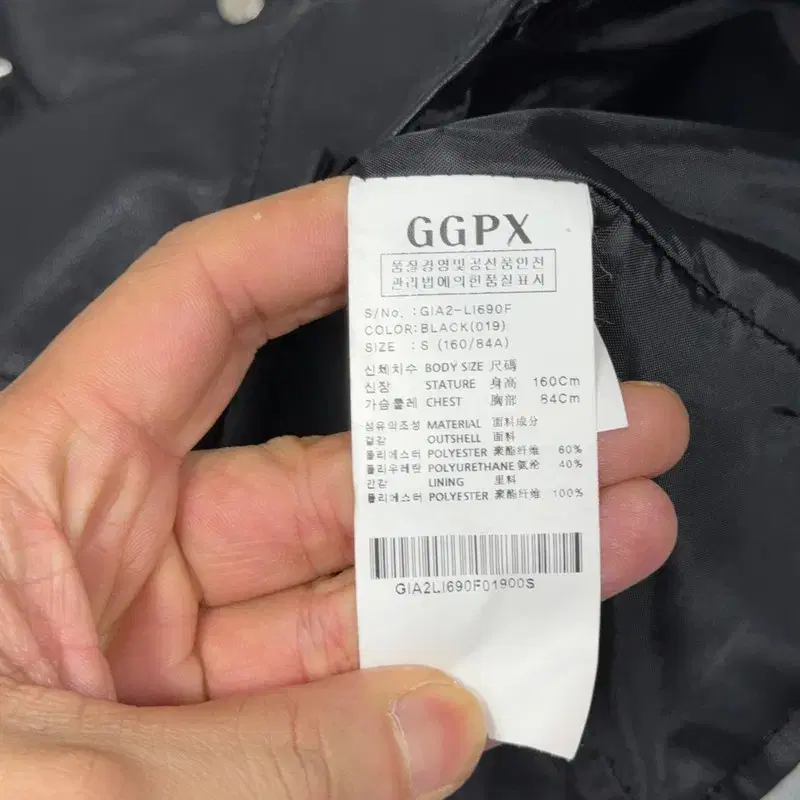 GGPX
품질경영및공산품안전
관리법에의한품질표시
S/No. : GIA2-LI690F
COLOR: BLACK(019)
SIZE : S (160/84A)
신체치수 BODY SIZE 尺碼
신장 STATURE 身高 160Cm
가슴둘레 CHEST 胸部 84Cm
섬유의조성 MATERIAL 面料成分
겉감 OUTSHELL 面料
폴리에스터 POLYESTER 聚酯纤维 60%
폴리우레탄 POLYURETHANE 氨纶 40%
안감 LINING 里料
폴리에스터 POLYESTER 聚酯纤维 100%
GIA2LI690F01900S